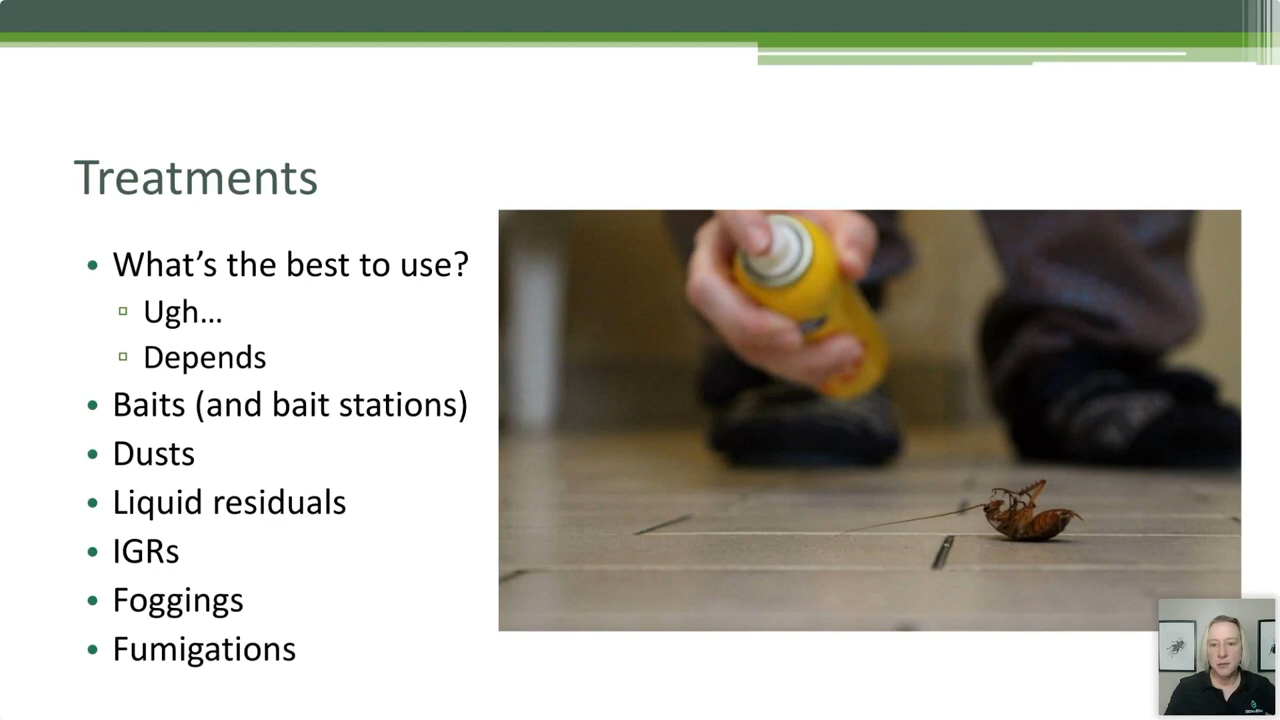 Treatments
What's the best to use?
Ugh…
Depends
Baits (and bait stations)
Dusts
Liquid residuals
IGRs
Foggings
Fumigations